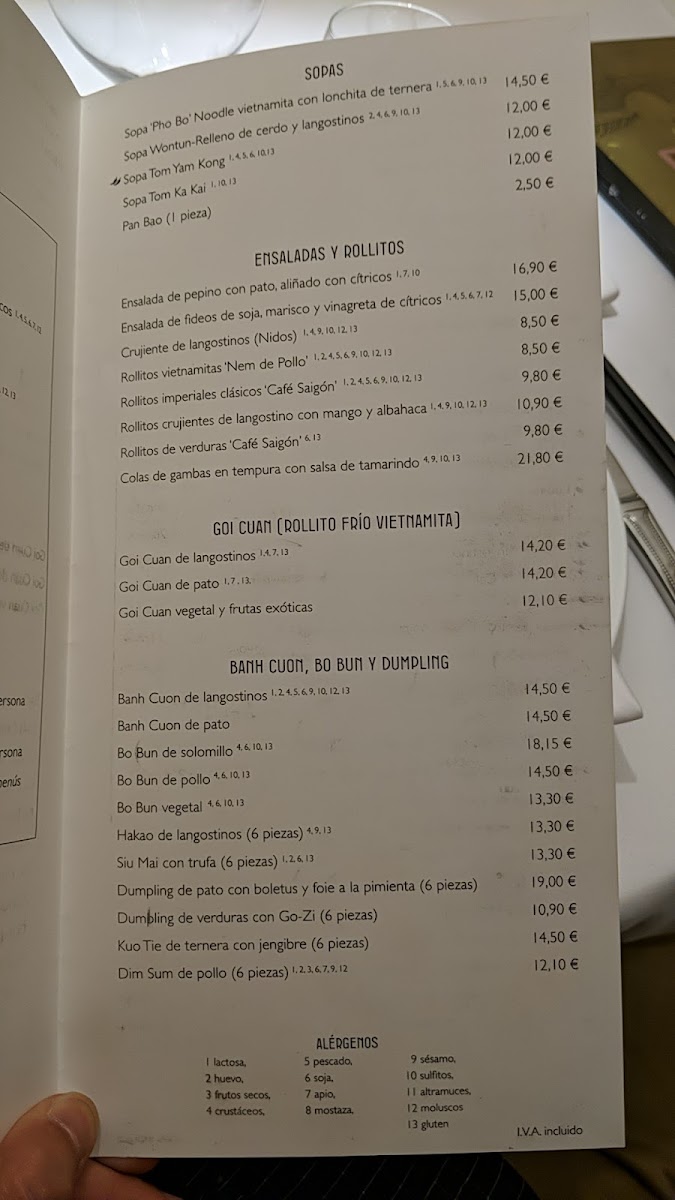 SOPAS
Sopa 'Pho Bo' Noodle vietnamita con lonchita de ternera 1, 5, 6, 9, 10, 13 14,50 €
Sopa Wontun-Relleno de cerdo y langostinos 2, 4, 6, 9, 10, 13 12,00 €
Sopa Tom Yam Kong 1, 4, 5, 6, 10, 13 12,00 €
Sopa Tom Ka Kai 1, 10, 13 12,00 €
Pan Bao (1 pieza) 2,50 €
ENSALADAS Y ROLLITOS
Ensalada de pepino con pato, aliñado con cítricos 1, 7, 10 16,90 €
Ensalada de fideos de soja, marisco y vinagreta de cítricos 1, 4, 5, 6, 7, 12 15,00 €
Crujiente de langostinos (Nidos) 1, 4, 9, 10, 12, 13 8,50 €
Rollitos vietnamitas 'Nem de Pollo' 1, 2, 4, 5, 6, 9, 10, 12, 13 8,50 €
Rollitos imperiales clásicos 'Café Saigón' 1, 2, 4, 5, 6, 9, 10, 12, 13 9,80 €
Rollitos crujientes de langostino con mango y albahaca 1, 4, 9, 10, 12, 13 10,90 €
Rollitos de verduras 'Café Saigón' 6, 13 9,80 €
Colas de gambas en tempura con salsa de tamarindo 4, 9, 10, 13 21,80 €
GOI CUAN (ROLLITO FRÍO VIETNAMITA)
Goi Cuan de langostinos 1,4,7, 13 14,20 €
Goi Cuan de pato 1, 7, 13, 14,20 €
Goi Cuan vegetal y frutas exóticas 12,10 €
BANH CUON, BO BUN Y DUMPLING
Banh Cuon de langostinos 1, 2, 4, 5, 6, 9, 10, 12, 13 14,50 €
Banh Cuon de pato 14,50 €
Bo Bun de solomillo 4, 6, 10, 13 18,15 €
Bo Bun de pollo 4, 6, 10, 13 14,50 €
Bo Bun vegetal 4, 6, 10, 13 13,30 €
Hakao de langostinos (6 piezas) 4, 9, 13 13,30 €
Siu Mai con trufa (6 piezas) 1, 2, 6, 13 13,30 €
Dumpling de pato con boletus y foie a la pimienta (6 piezas) 19,00 €
Dumpling de verduras con Go-Zi (6 piezas) 10,90 €
Kuo Tie de ternera con jengibre (6 piezas) 14,50 €
Dim Sum de pollo (6 piezas) 1, 2, 3, 6, 7, 9, 12 12,10 €
ALÉRGENOS
1 lactosa, 5 pescado, 9 sésamo,
2 huevo, 6 soja, 10 sulfitos,
3 frutos secos, 7 apio, 11 altramuces,
4 crustáceos, 8 mostaza, 12 moluscos
13 gluten
I.V.A. incluido
ersona
rsona
enús